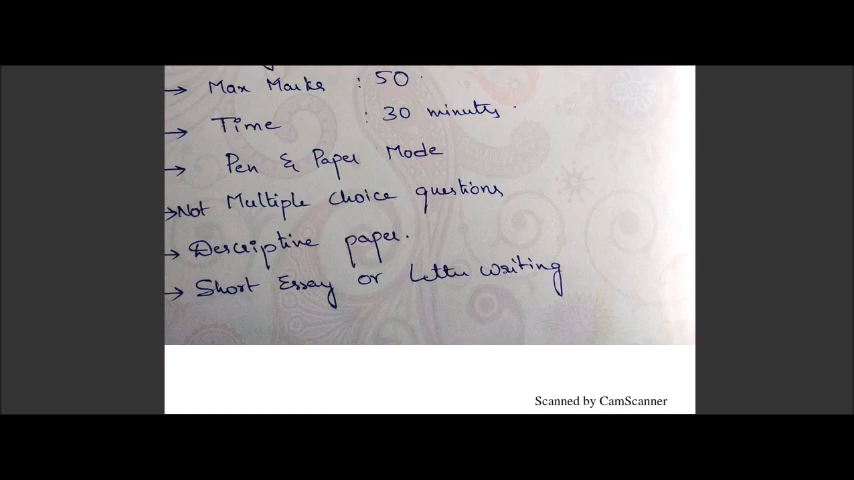 → Max Marks : 50.
→ Time : 30 minutes.
→ Pen & Paper Mode
→ Not Multiple choice questions
→ Descriptive paper.
→ Short Essay or Letter writing
Scanned by CamScanner